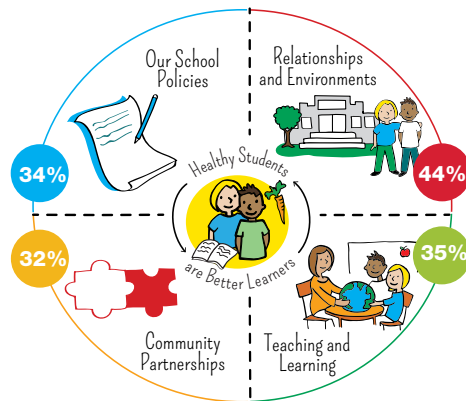 Our School
Policies
Relationships
and Environments
34%
44%
Healthy Students
are Better Learners
32%
35%
Community
Partnerships
Teaching and
Learning